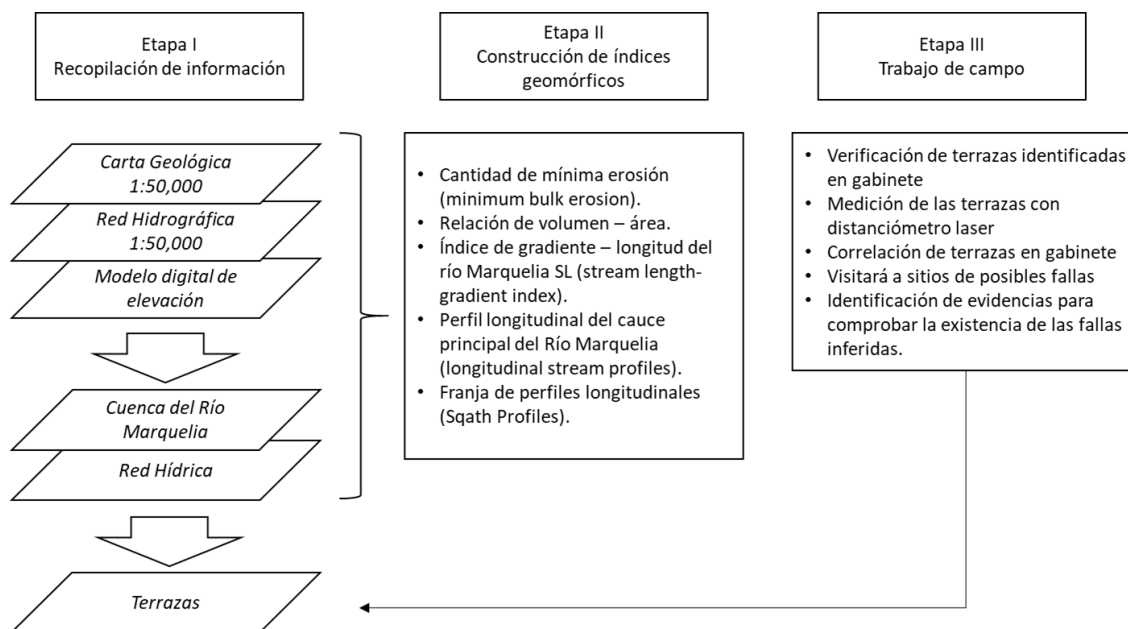 Etapa I
Recopilación de información
Carta Geológica
1:50,000
Red Hidrográfica
1:50,000
Modelo digital de
elevación
Cuenca del Río
Marquelia
Red Hídrica
Terrazas
Etapa II
Construcción de índices
geomórficos
• Cantidad de mínima erosión
(minimum bulk erosion).
• Relación de volumen – área.
• Índice de gradiente – longitud del
río Marquelia SL (stream length-
gradient index).
• Perfil longitudinal del cauce
principal del Río Marquelia
(longitudinal stream profiles).
• Franja de perfiles longitudinales
(Sqath Profiles).
Etapa III
Trabajo de campo
• Verificación de terrazas identificadas
en gabinete
• Medición de las terrazas con
distanciómetro laser
• Correlación de terrazas en gabinete
• Visitará a sitios de posibles fallas
• Identificación de evidencias para
comprobar la existencia de las fallas
inferidas.